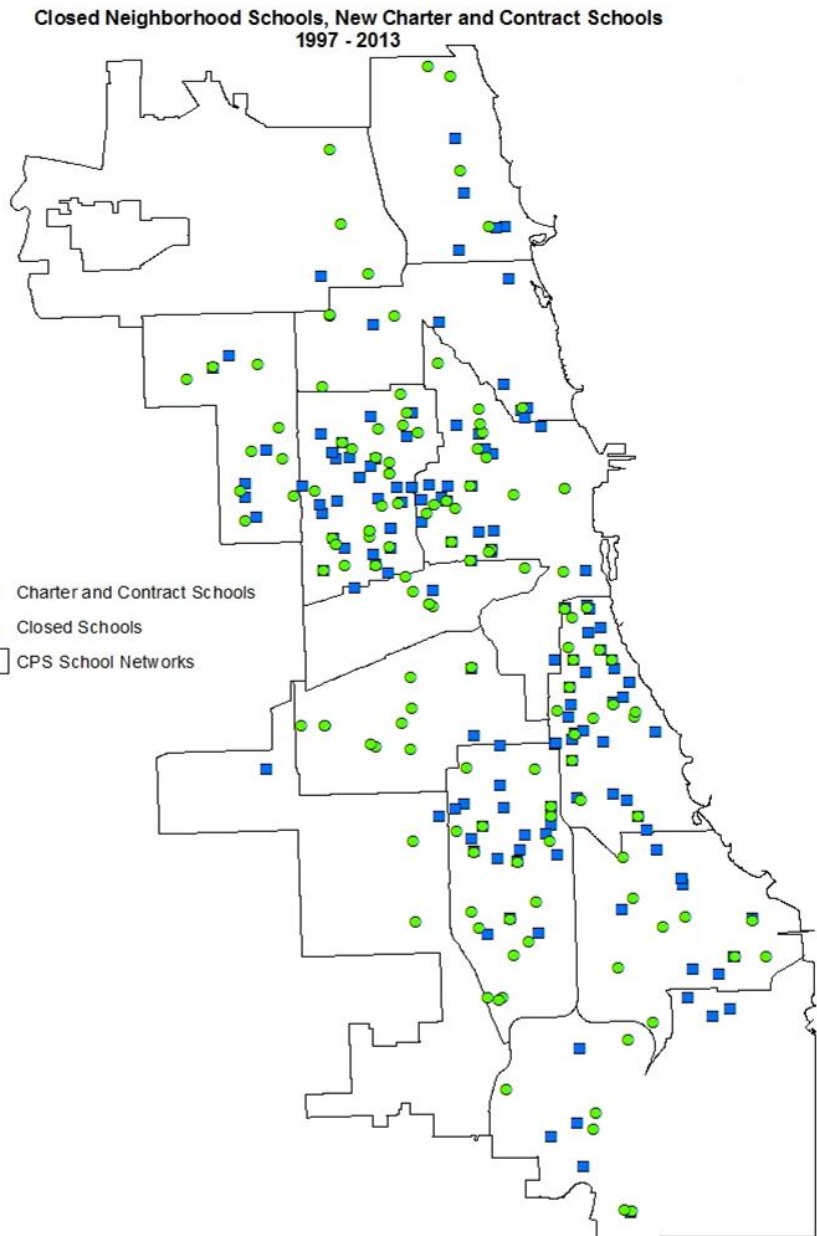 Closed Neighborhood Schools, New Charter and Contract Schools
1997 - 2013
Charter and Contract Schools
Closed Schools
CPS School Networks